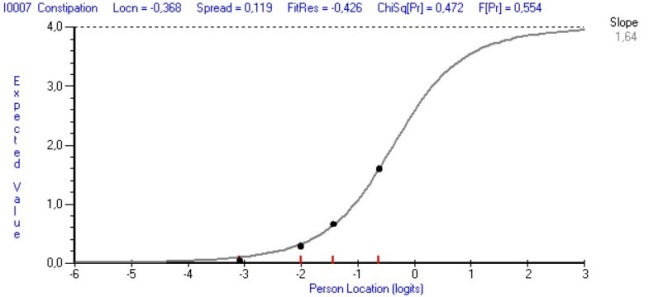 I0007 Constipation Locn = -0,368 Spread = 0,119 FitRes = -0,426 ChiSq[Pr] = 0,472 F[Pr] = 0,554
Slope
1,64
Expected Value
4,0
3,0
2,0
1,0
0,0
-6 -5 -4 -3 -2 -1 0 1 2 3
Person Location (logits)